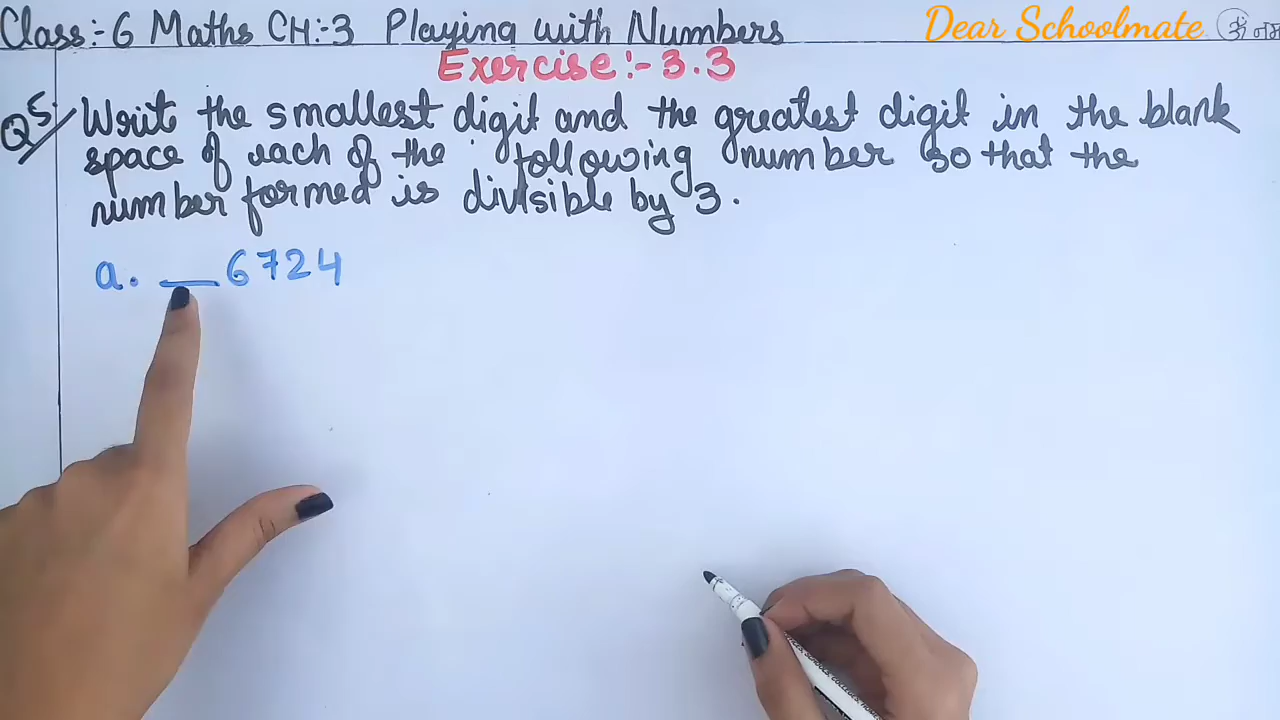 Class:- 6 Maths CH:-3 Playing with Numbers
Dear Schoolmate
Exercise:- 3.3
Q5 Write the smallest digit and the greatest digit in the blank
space of each of the following number so that the
number formed is divisible by 3.
a. __ 6724